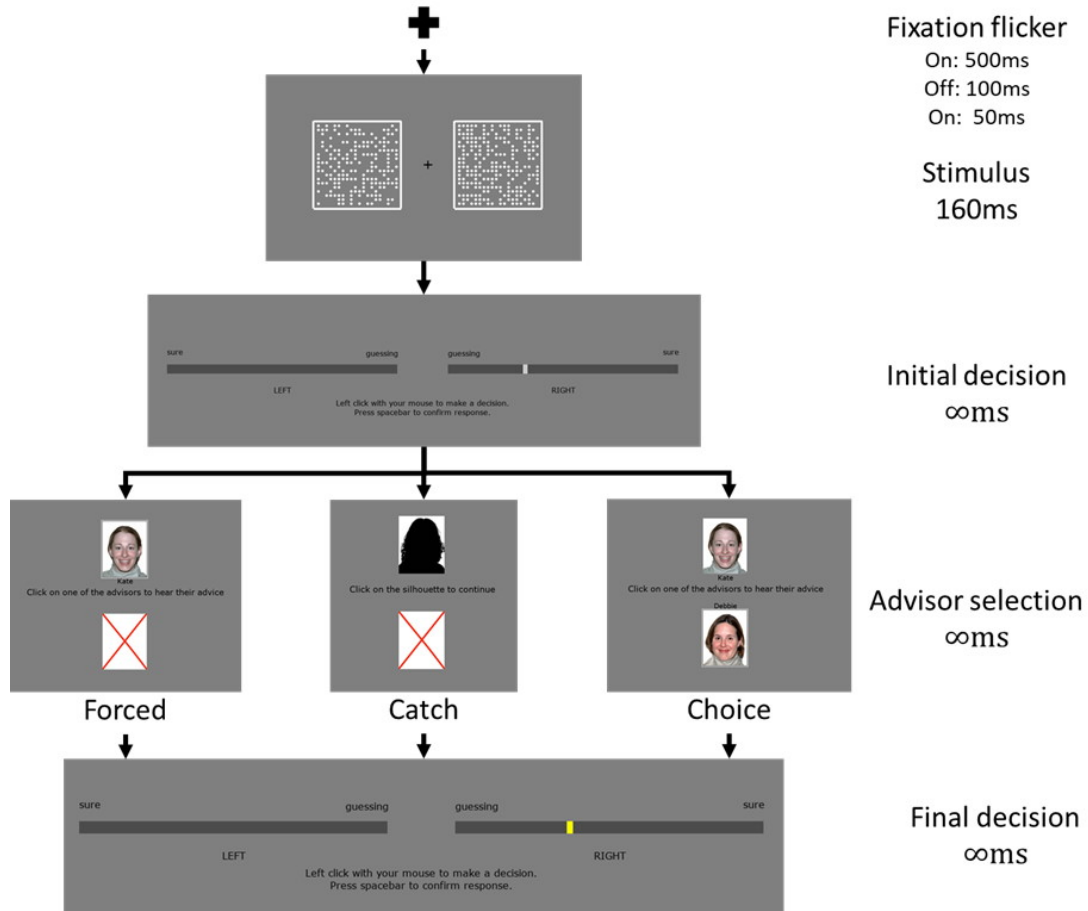 Fixation flicker
On: 500ms
Off: 100ms
On: 50ms
Stimulus
160ms
sure guessing guessing sure
LEFT RIGHT
Left click with your mouse to make a decision.
Press spacebar to confirm response.
Initial decision
∞ms
Kate
Click on one of the advisors to hear their advice
Forced
Click on the silhouette to continue
Catch
Kate
Click on one of the advisors to hear their advice
Debbie
Choice
Advisor selection
∞ms
sure guessing guessing sure
LEFT RIGHT
Left click with your mouse to make a decision.
Press spacebar to confirm response.
Final decision
∞ms